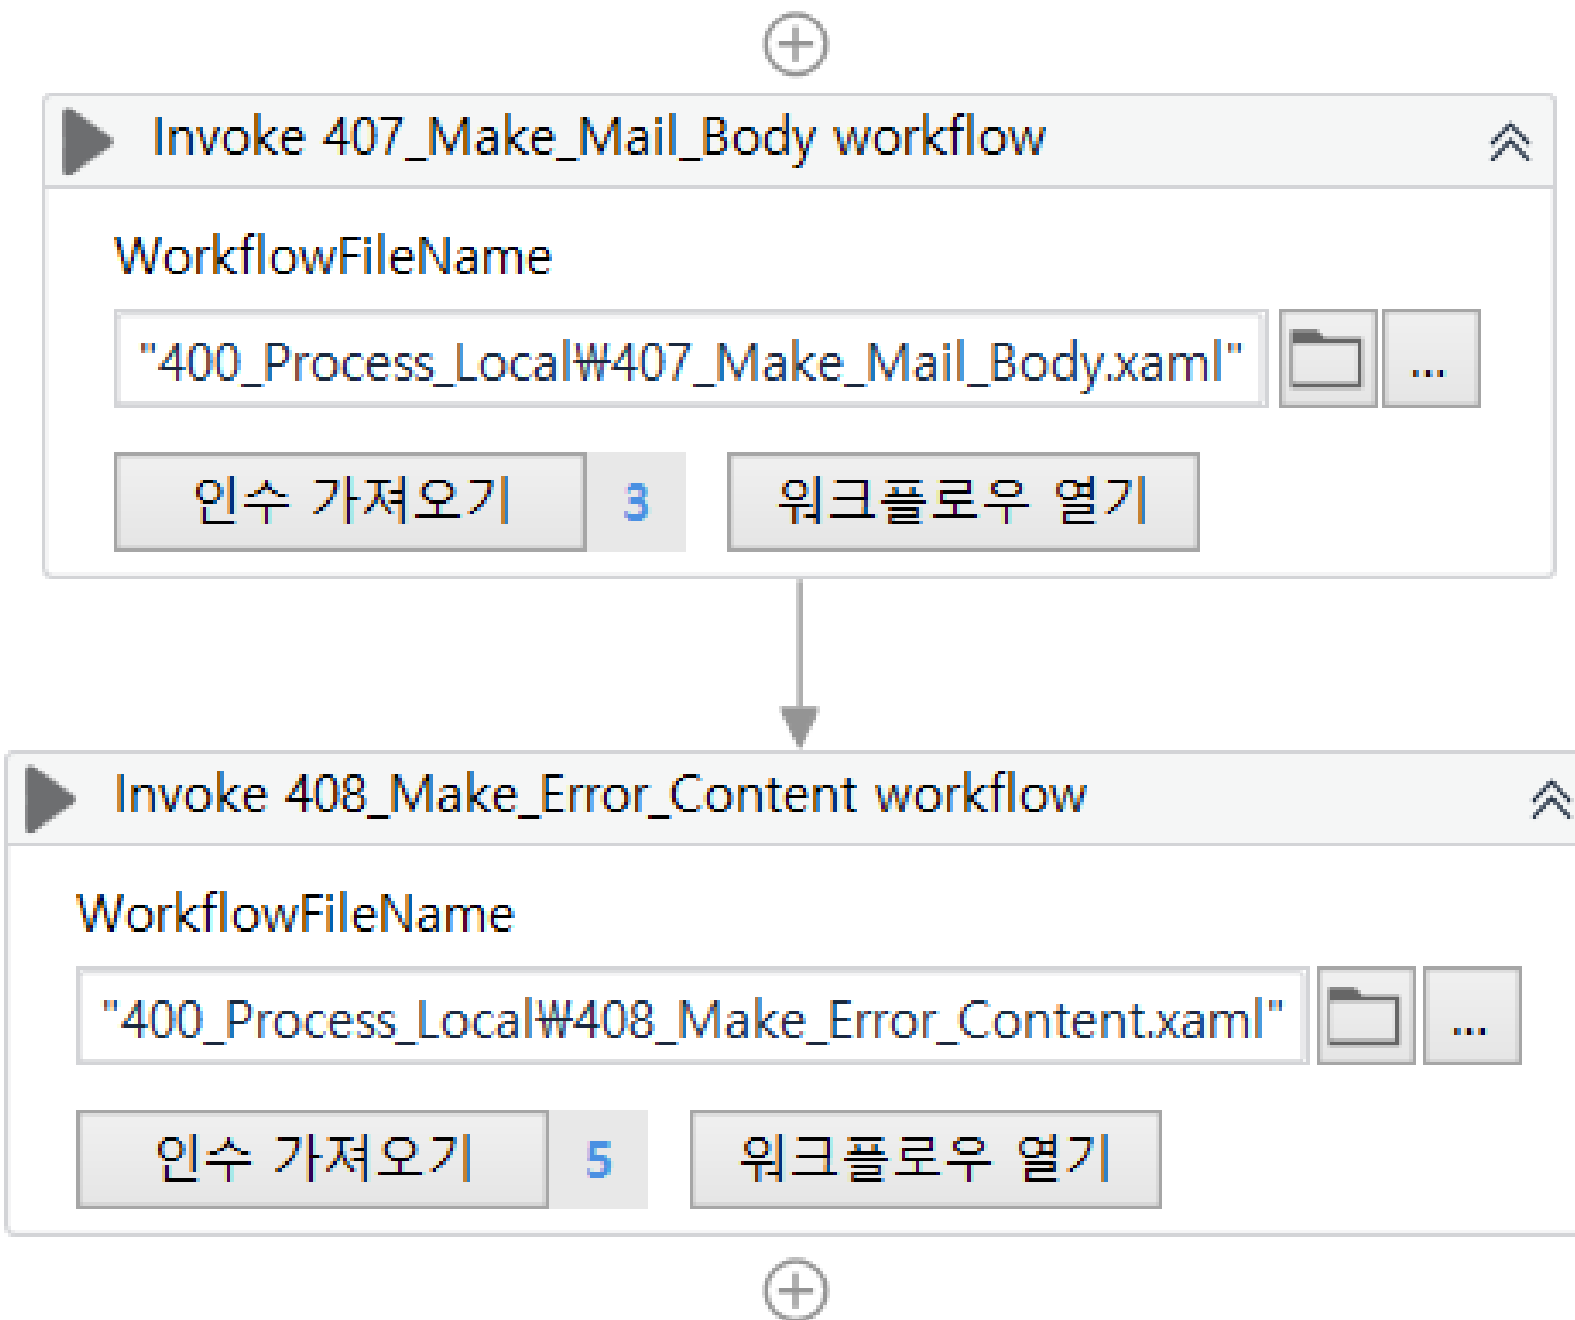 Invoke 407_Make_Mail_Body workflow
WorkflowFileName
"400_Process_Local₩407_Make_Mail_Body.xaml" ...
인수 가져오기 3 워크플로우 열기
Invoke 408_Make_Error_Content workflow
WorkflowFileName
"400_Process_Local₩408_Make_Error_Content.xaml" ...
인수 가져오기 5 워크플로우 열기